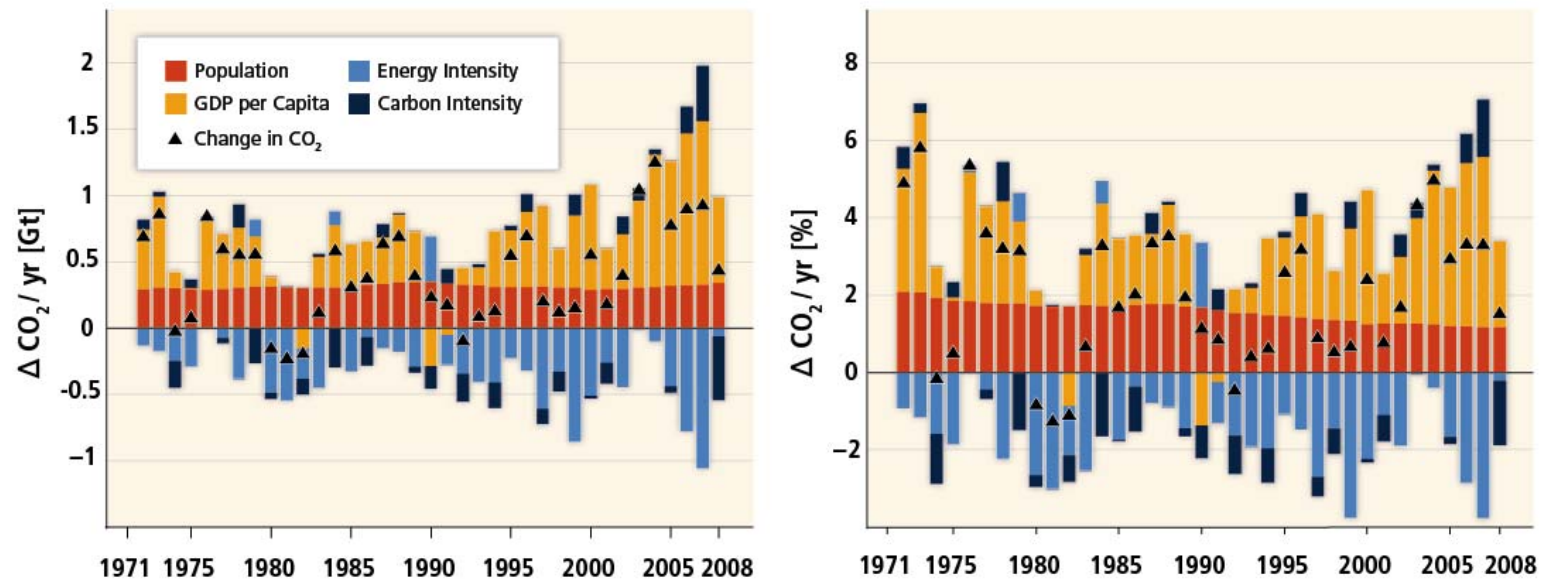 Population
Energy Intensity
GDP per Capita
Carbon Intensity
Change in CO₂
Δ CO₂/ yr [Gt]
2
1.5
1
0.5
0
-0.5
−1
1971 1975 1980 1985 1990 1995 2000 2005 2008
Δ CO₂/ yr [%]
8
6
4
2
0
−2
1971 1975 1980 1985 1990 1995 2000 2005 2008